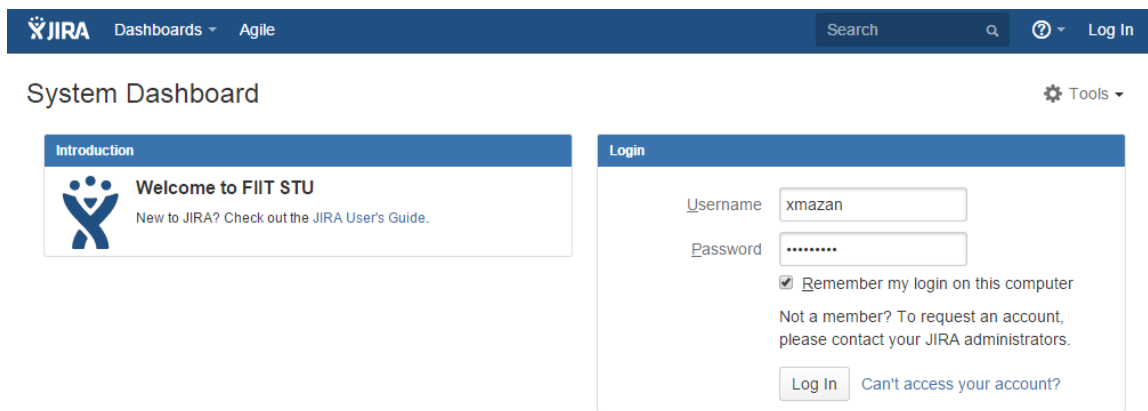 JIRA Dashboards Agile Search Log In
System Dashboard
Tools
Introduction
Welcome to FIIT STU
New to JIRA? Check out the JIRA User's Guide.
Login
Username xmazan
Password •••••••••
Remember my login on this computer
Not a member? To request an account,
please contact your JIRA administrators.
Log In Can't access your account?